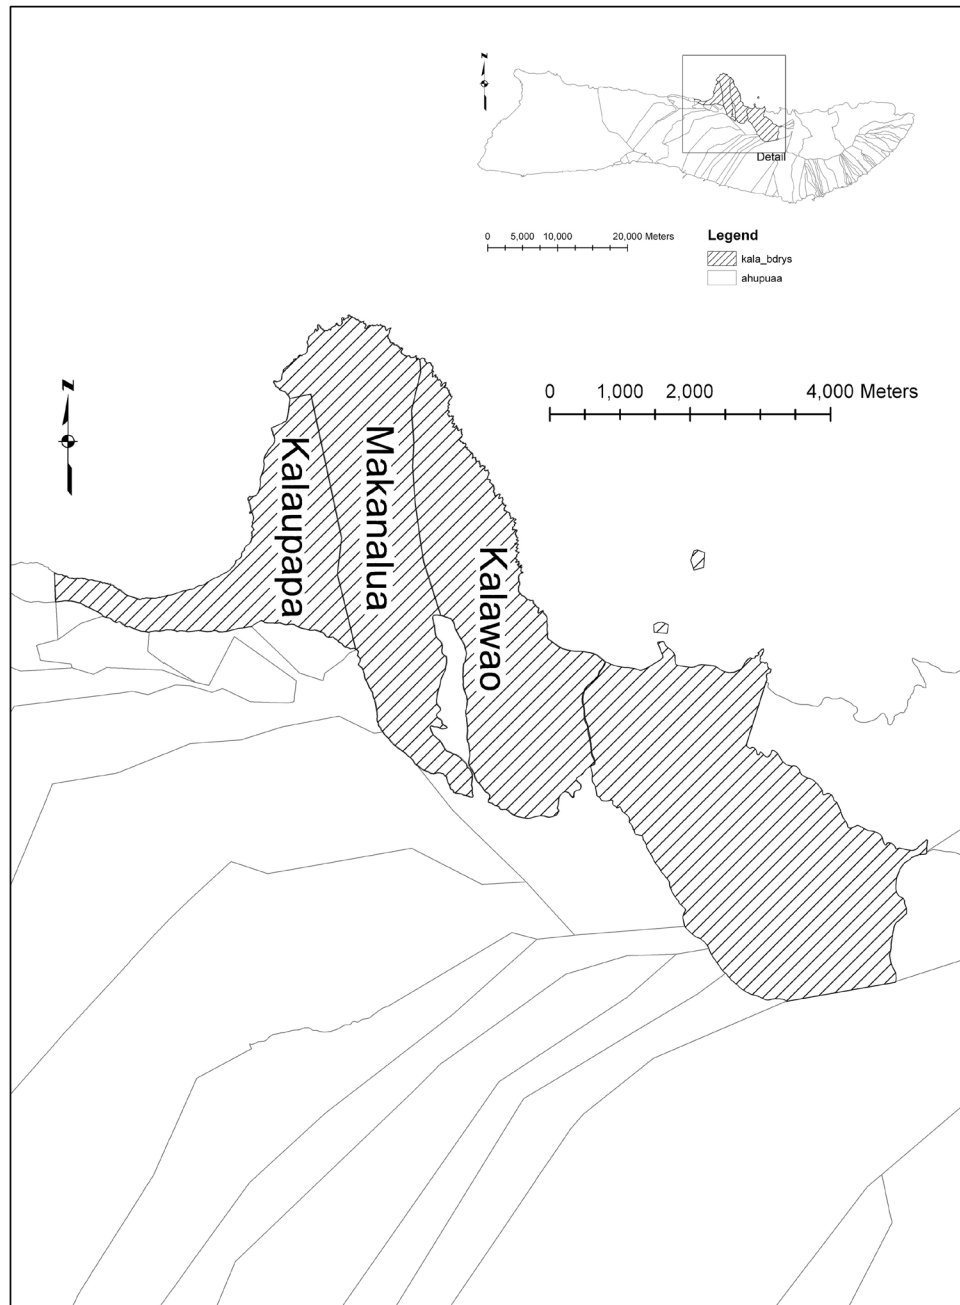 N
Detail
0 5,000 10,000 20,000 Meters
Legend
kala_bdrys
ahupuaa
N
0 1,000 2,000 4,000 Meters
Kalaupapa
Makanalua
Kalawao